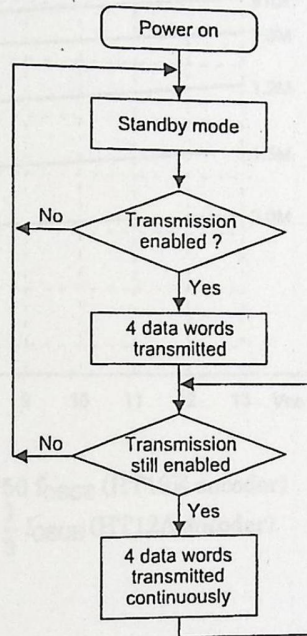 Power on
Standby mode
No
Transmission
enabled ?
Yes
4 data words
transmitted
No
Transmission
still enabled
Yes
4 data words
transmitted
continuously